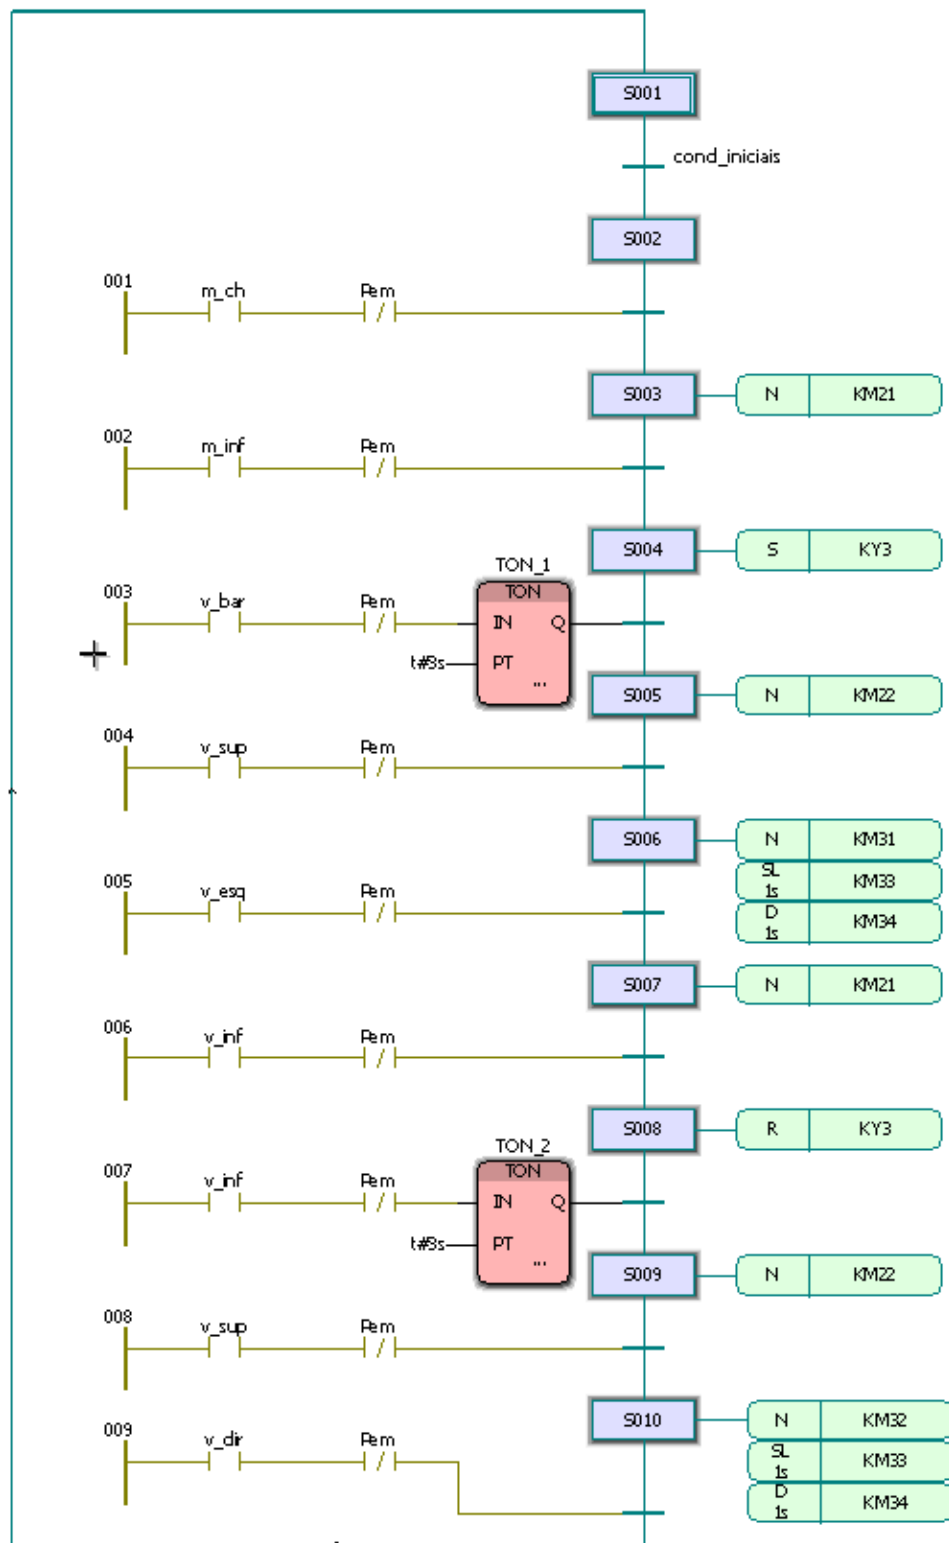 S001
cond_iniciais
S002
001
m_ch Pem
S003 N KM21
002
m_inf Pem
S004 S KY3
TON_1
003
v_bar Pem
TON
IN Q
t#3s PT
...
S005 N KM22
004
v_sup Pem
S006 N KM31
SL 1s KM33
D 1s KM34
005
v_esq Pem
S007 N KM21
006
v_inf Pem
S008 R KY3
TON_2
007
v_inf Pem
TON
IN Q
t#3s PT
...
S009 N KM22
008
v_sup Pem
S010 N KM32
009
v_dir Pem
SL 1s KM33
D 1s KM34